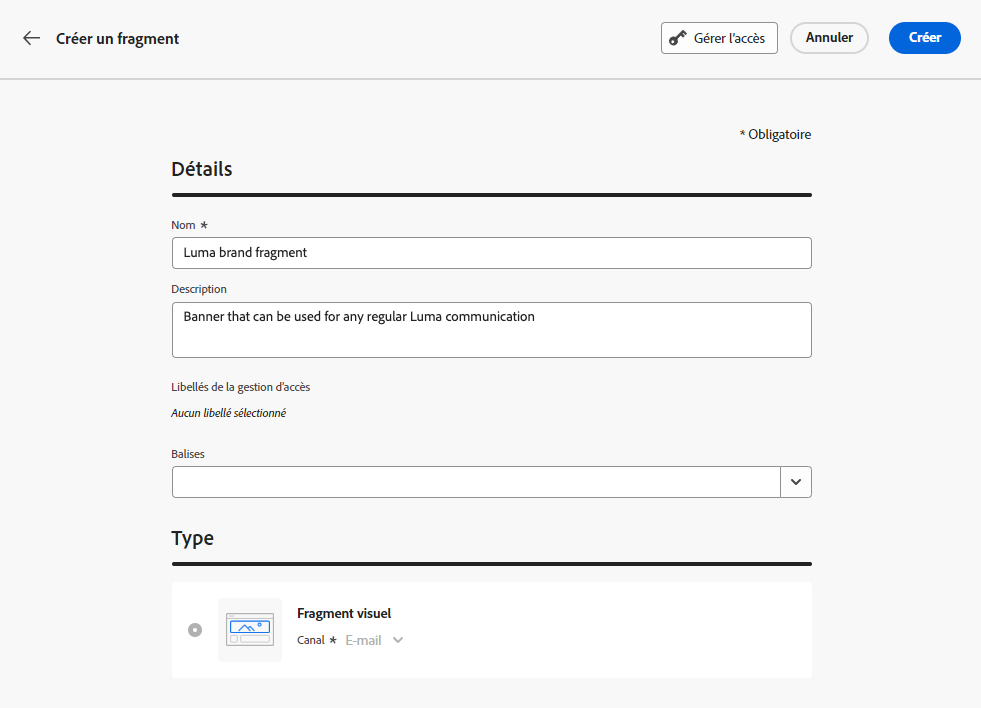 Créer un fragment
Gérer l'accès
Annuler
Créer
* Obligatoire
Détails
Nom *
Luma brand fragment
Description
Banner that can be used for any regular Luma communication
Libellés de la gestion d'accès
Aucun libellé sélectionné
Balises
Type
Fragment visuel
Canal * E-mail